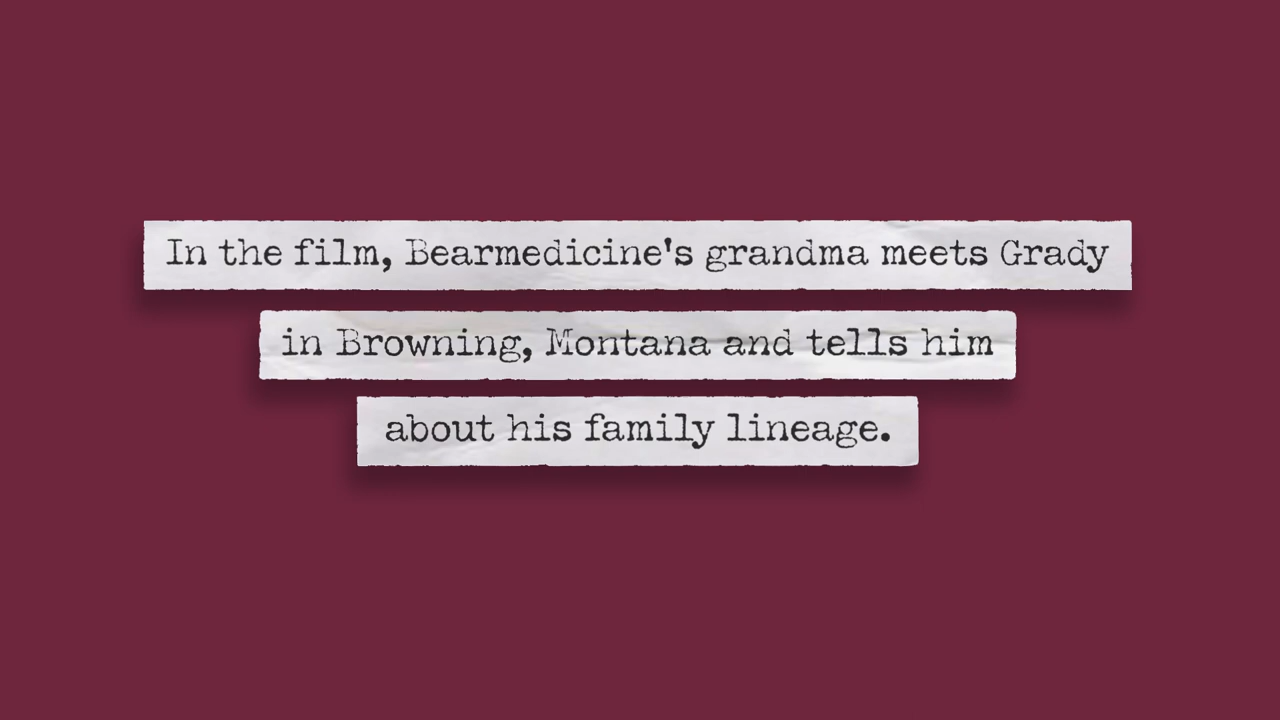 In the film, Bearmedicine's grandma meets Grady
in Browning, Montana and tells him
about his family lineage.